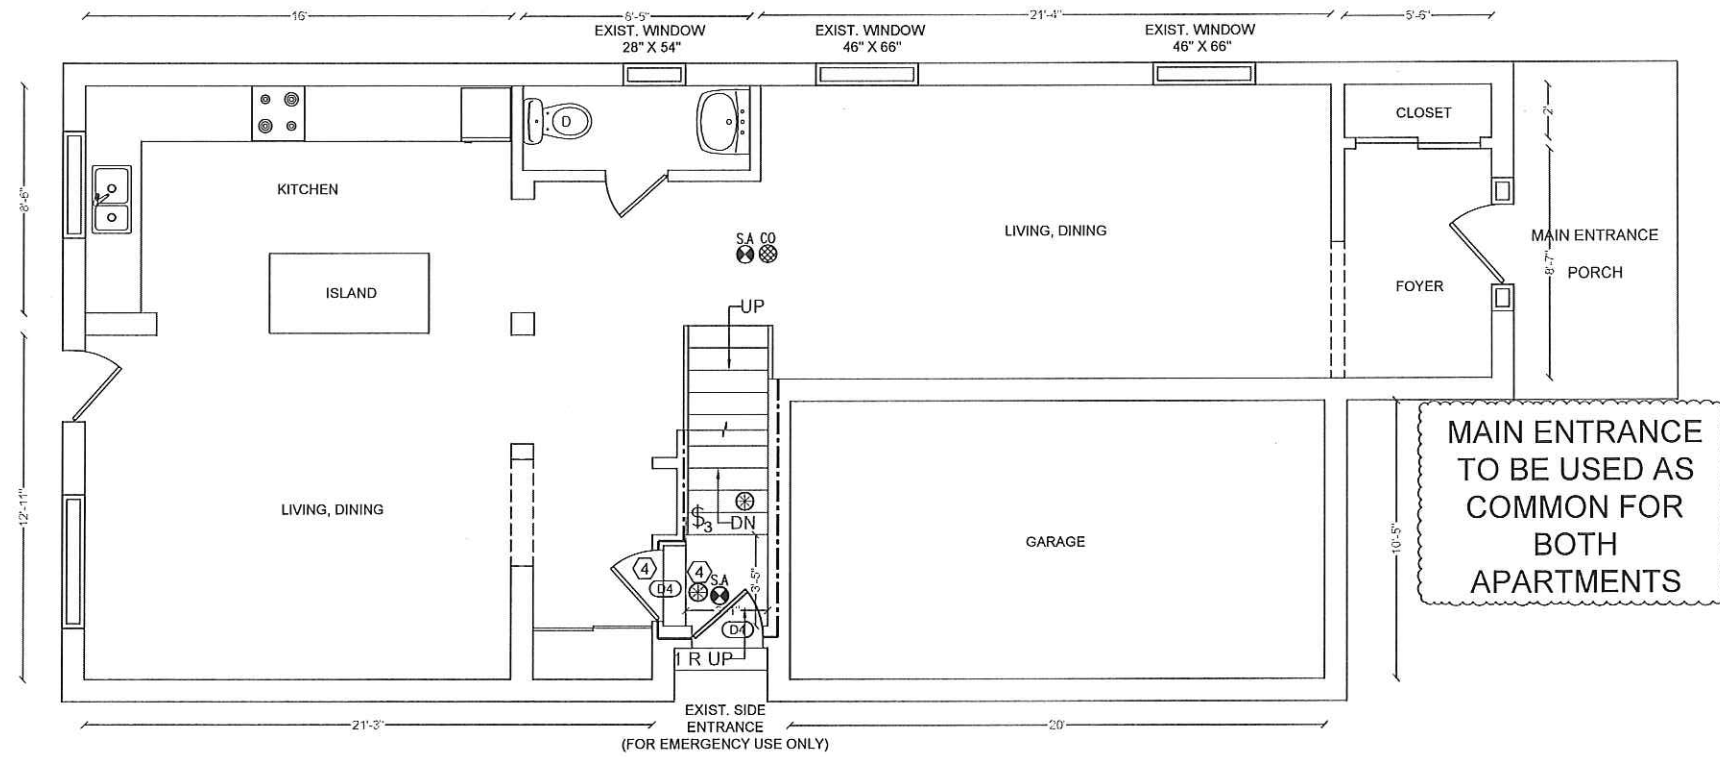 16'
6'-5"
21'-4"
5'-6"
EXIST. WINDOW
28" X 54"
EXIST. WINDOW
46" X 66"
EXIST. WINDOW
46" X 66"
CLOSET
2'
D
KITCHEN
8'-6"
LIVING, DINING
S.A CO
MAIN ENTRANCE
PORCH
8'-7"
FOYER
ISLAND
UP
MAIN ENTRANCE
TO BE USED AS
COMMON FOR
BOTH
APARTMENTS
12'-11"
LIVING, DINING
$3 DN
GARAGE
10'-5"
4
D4
4
S.A
3'-5"
D4
1 R UP
21'-3"
EXIST. SIDE
ENTRANCE
(FOR EMERGENCY USE ONLY)
20'